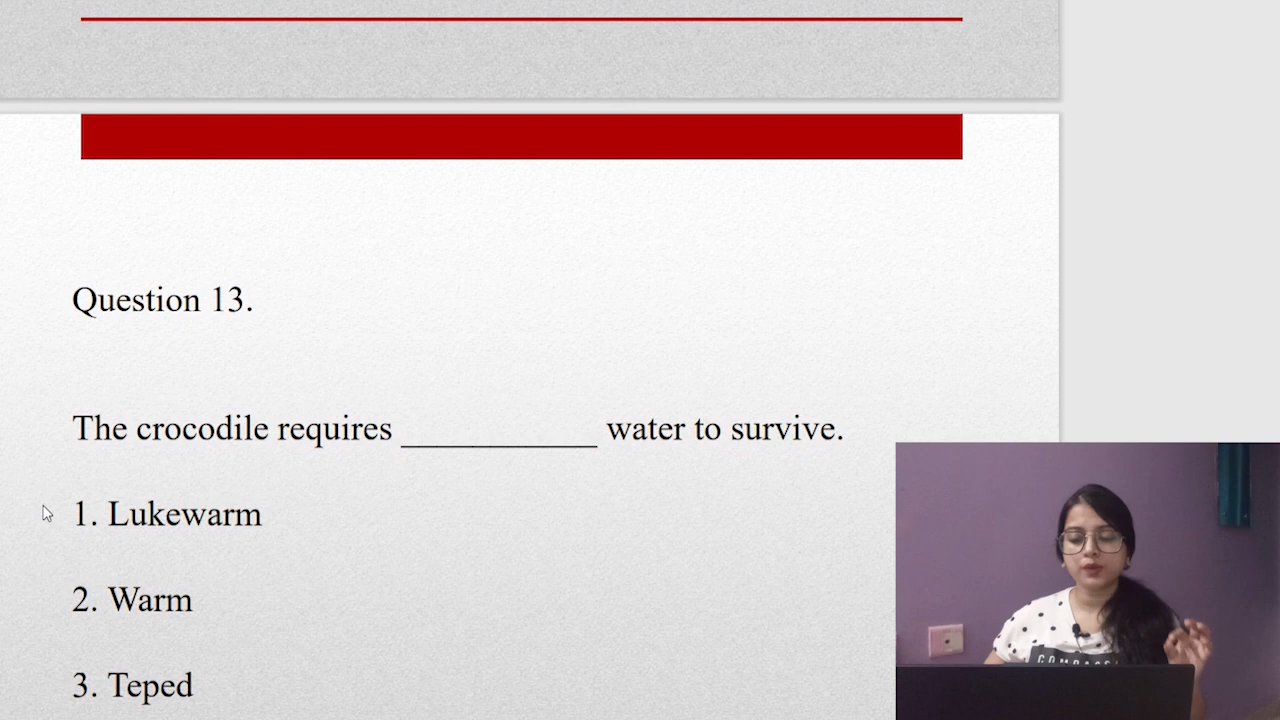 Question 13.
The crocodile requires ___________ water to survive.
1. Lukewarm
2. Warm
3. Teped